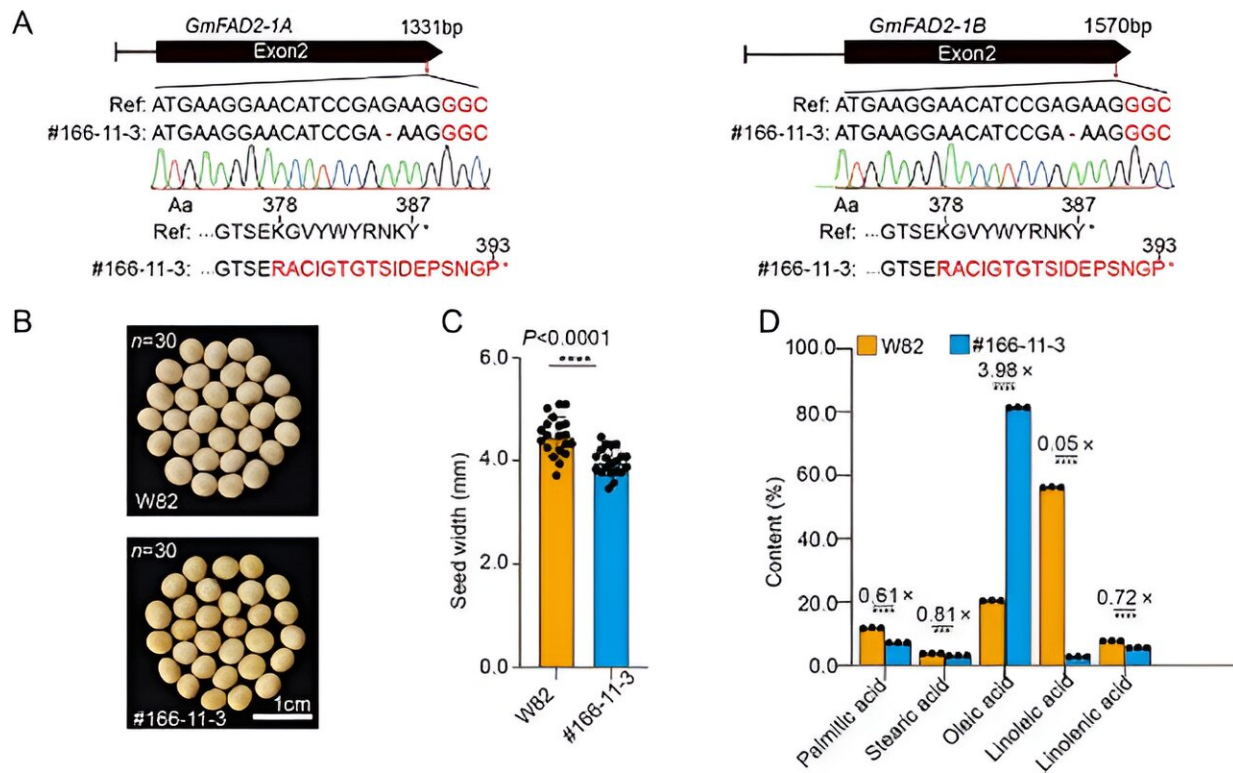 A
GmFAD2-1A 1331bp
Exon2
Ref: ATGAAGGAACATCCGAGAAGGGC
#166-11-3: ATGAAGGAACATCCGA-AAGGGC
Aa 378 387
Ref: ...GTSEKGVYWYRNKY*
393
#166-11-3: ...GTSERACIGTGTSIDEPSNGP*
GmFAD2-1B 1570bp
Exon2
Ref: ATGAAGGAACATCCGAGAAGGGC
#166-11-3: ATGAAGGAACATCCGA-AAGGGC
Aa 378 387
Ref: ...GTSEKGVYWYRNKY*
393
#166-11-3: ...GTSERACIGTGTSIDEPSNGP*
B
n=30
W82
n=30
#166-11-3
1cm
C
P<0.0001
****
6.0
4.0
2.0
0.0
Seed width (mm)
W82
#166-11-3
D
W82 #166-11-3
100.0
80.0
60.0
40.0
20.0
0.0
Content (%)
0.61 ×
****
0.81 ×
***
3.98 ×
****
0.05 ×
****
0.72 ×
****
Palmitic acid
Stearic acid
Oleic acid
Linoleic acid
Linolenic acid